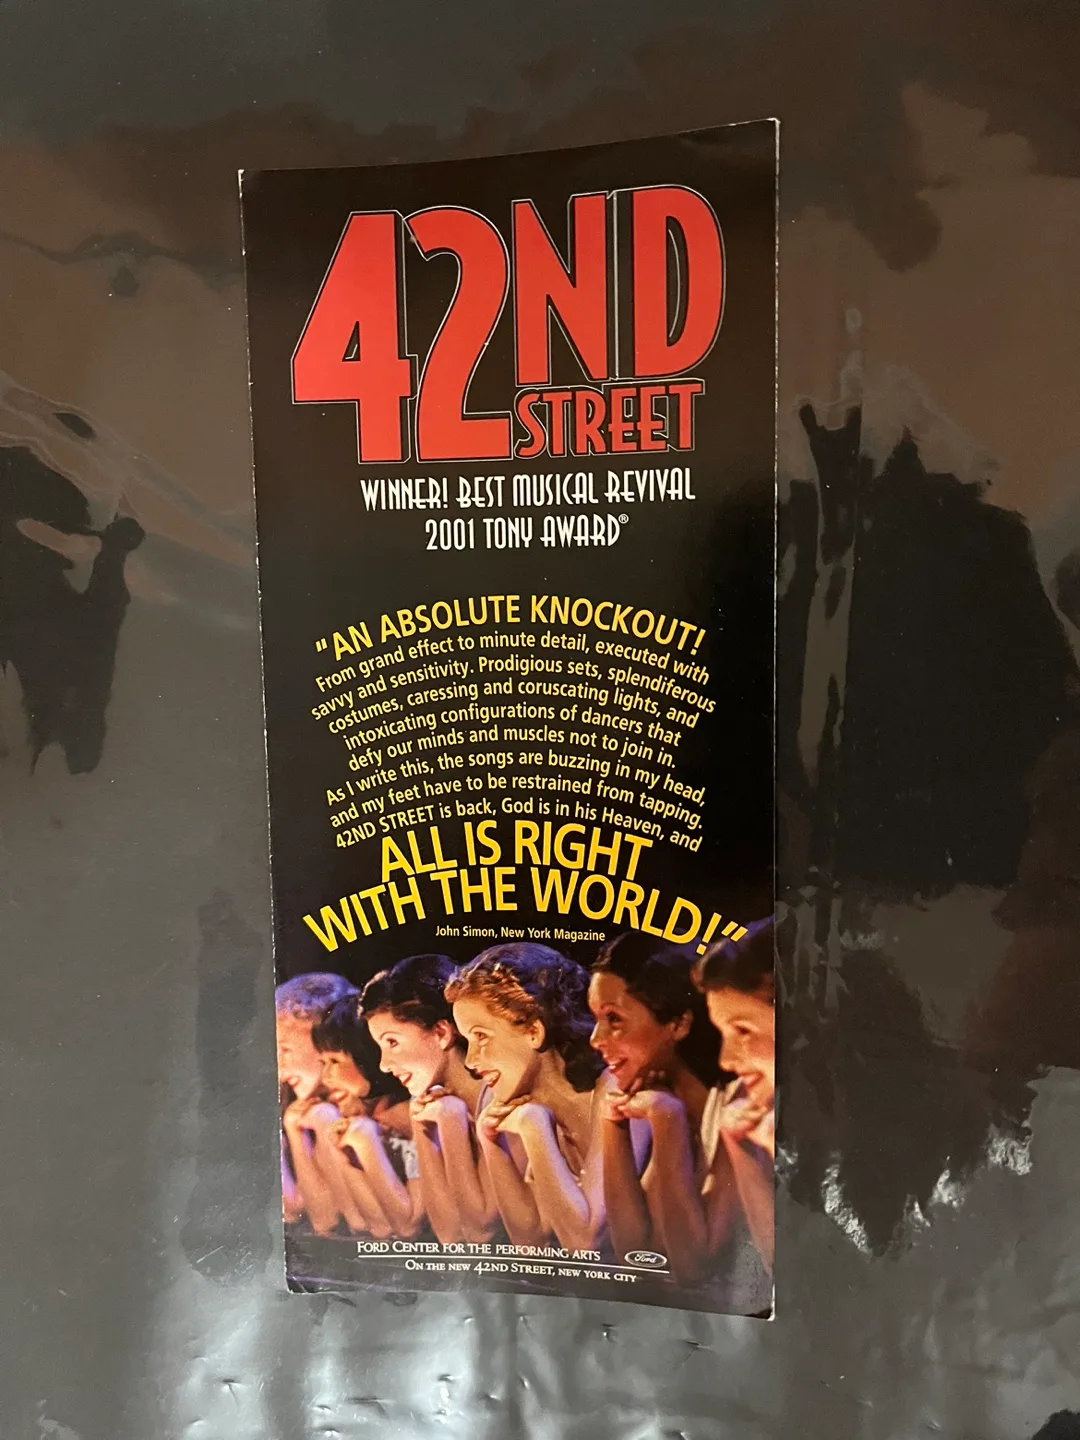 42ND
STREET
WINNER! BEST MUSICAL REVIVAL
2001 TONY AWARD®
"AN ABSOLUTE KNOCKOUT!
From grand effect to minute detail, executed with
savvy and sensitivity. Prodigious sets, splendiferous
costumes, caressing and coruscating lights, and
intoxicating configurations of dancers that
defy our minds and muscles not to join in.
As I write this, the songs are buzzing in my head,
and my feet have to be restrained from tapping.
42ND STREET is back, God is in his Heaven, and
ALL IS RIGHT
WITH THE WORLD!"
John Simon, New York Magazine
FORD CENTER FOR THE PERFORMING ARTS Ford
ON THE NEW 42ND STREET, NEW YORK CITY